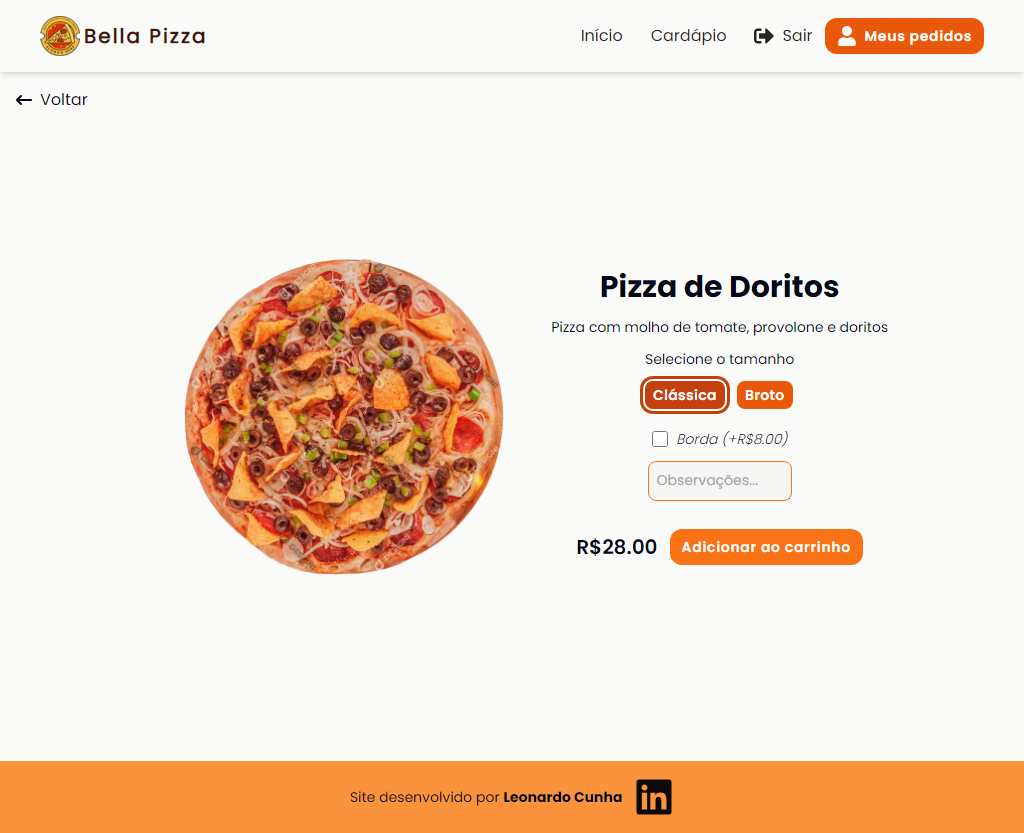 Bella Pizza
Início
Cardápio
Sair
Meus pedidos
Voltar
Pizza de Doritos
Pizza com molho de tomate, provolone e doritos
Selecione o tamanho
Clássica
Broto
Borda (+R$8.00)
Observações...
R$28.00
Adicionar ao carrinho
Site desenvolvido por Leonardo Cunha
in